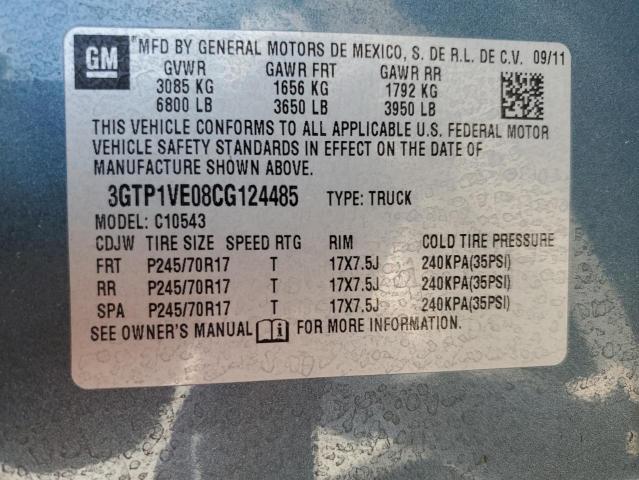 GM
MFD BY GENERAL MOTORS DE MEXICO, S. DE R.L. DE C.V. 09/11
GVWR GAWR FRT GAWR RR
3085 KG 1656 KG 1792 KG
6800 LB 3650 LB 3950 LB
THIS VEHICLE CONFORMS TO ALL APPLICABLE U.S. FEDERAL MOTOR
VEHICLE SAFETY STANDARDS IN EFFECT ON THE DATE OF
MANUFACTURE SHOWN ABOVE.
3GTP1VE08CG124485 TYPE: TRUCK
MODEL: C10543
CDJW TIRE SIZE SPEED RTG RIM COLD TIRE PRESSURE
FRT P245/70R17 T 17X7.5J 240KPA(35PSI)
RR P245/70R17 T 17X7.5J 240KPA(35PSI)
SPA P245/70R17 T 17X7.5J 240KPA(35PSI)
SEE OWNER'S MANUAL FOR MORE INFORMATION.